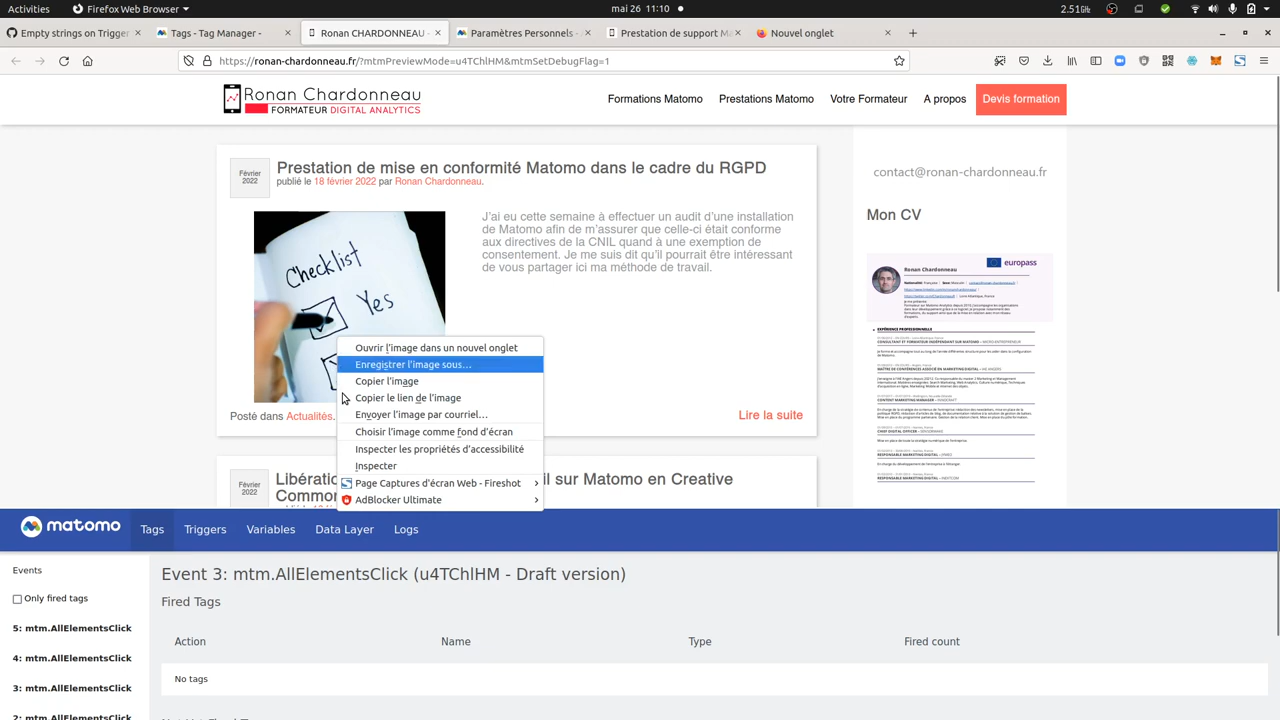 Activities
Firefox Web Browser
mai 26 11:10
2.51GiB
Empty strings on Trigger
Tags - Tag Manager -
Ronan CHARDONNEAU -
Paramètres Personnels -
Prestation de support Ma
Nouvel onglet
https://ronan-chardonneau.fr/?mtmPreviewMode=u4TChlHM&mtmSetDebugFlag=1
Ronan Chardonneau
FORMATEUR DIGITAL ANALYTICS
Formations Matomo
Prestations Matomo
Votre Formateur
A propos
Devis formation
Février
2022
Prestation de mise en conformité Matomo dans le cadre du RGPD
publié le 18 février 2022 par Ronan Chardonneau.
Checklist
Yes
J'ai eu cette semaine à effectuer un audit d'une installation
de Matomo afin de m'assurer que celle-ci était conforme
aux directives de la CNIL quand à une exemption de
consentement. Je me suis dit qu'il pourrait être intéressant
de vous partager ici ma méthode de travail.
Poste dans Actualités.
Lire la suite
Ouvrir l'image dans un nouvel onglet
Enregistrer l'image sous…
Copier l'image
Copier le lien de l'image
Envoyer l'image par courriel…
Choisir l'image comme fond d'écran…
Inspecter les propriétés d'accessibilité
Inspecter
Page Captures d'écran Web - Fireshot
AdBlocker Ultimate
contact@ronan-chardonneau.fr
Mon CV
europass
Ronan Chardonneau
EXPÉRIENCE PROFESSIONNELLE
Février
2022
sur Matomo en Creative
matomo
Tags
Triggers
Variables
Data Layer
Logs
Events
Only fired tags
5: mtm.AllElementsClick
4: mtm.AllElementsClick
3: mtm.AllElementsClick
2: mtm.AllElementsClick
Event 3: mtm.AllElementsClick (u4TChlHM - Draft version)
Fired Tags
Action
Name
Type
Fired count
No tags